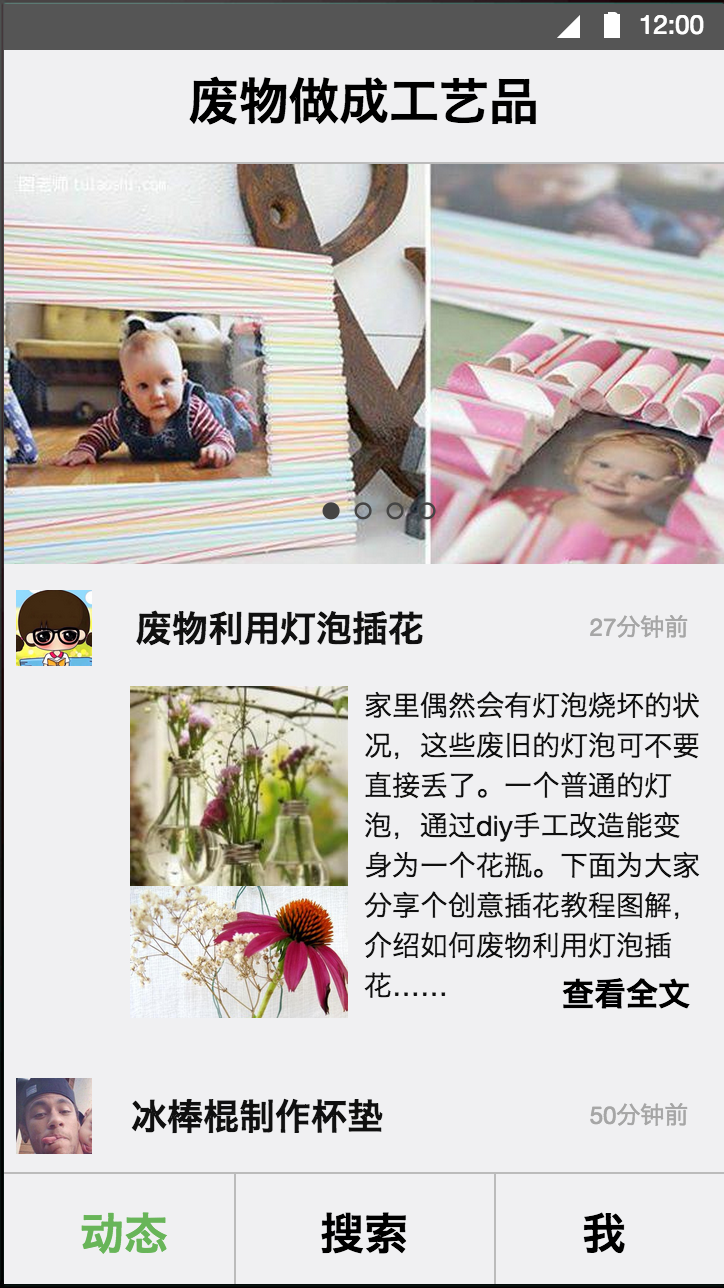 12:00
废物做成工艺品
图老师 tulaoshi.com
废物利用灯泡插花
27分钟前
家里偶然会有灯泡烧坏的状
况，这些废旧的灯泡可不要
直接丢了。一个普通的灯
泡，通过diy手工改造能变
身为一个花瓶。下面为大家
分享个创意插花教程图解，
介绍如何废物利用灯泡插
花……
查看全文
冰棒棍制作杯垫
50分钟前
动态
搜索
我